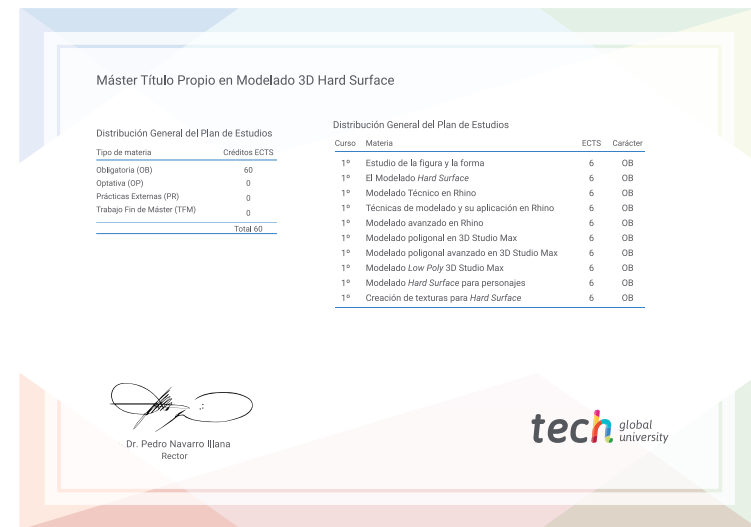 Máster Título Propio en Modelado 3D Hard Surface
Distribución General del Plan de Estudios
Tipo de materia Créditos ECTS
Obligatoria (OB) 60
Optativa (OP) 0
Prácticas Externas (PR) 0
Trabajo Fin de Máster (TFM) 0
Total 60
Distribución General del Plan de Estudios
Curso Materia ECTS Carácter
1º Estudio de la figura y la forma 6 OB
1º El Modelado Hard Surface 6 OB
1º Modelado Técnico en Rhino 6 OB
1º Técnicas de modelado y su aplicación en Rhino 6 OB
1º Modelado avanzado en Rhino 6 OB
1º Modelado poligonal en 3D Studio Max 6 OB
1º Modelado poligonal avanzado en 3D Studio Max 6 OB
1º Modelado Low Poly 3D Studio Max 6 OB
1º Modelado Hard Surface para personajes 6 OB
1º Creación de texturas para Hard Surface 6 OB
Dr. Pedro Navarro Illana
Rector
tech global
university